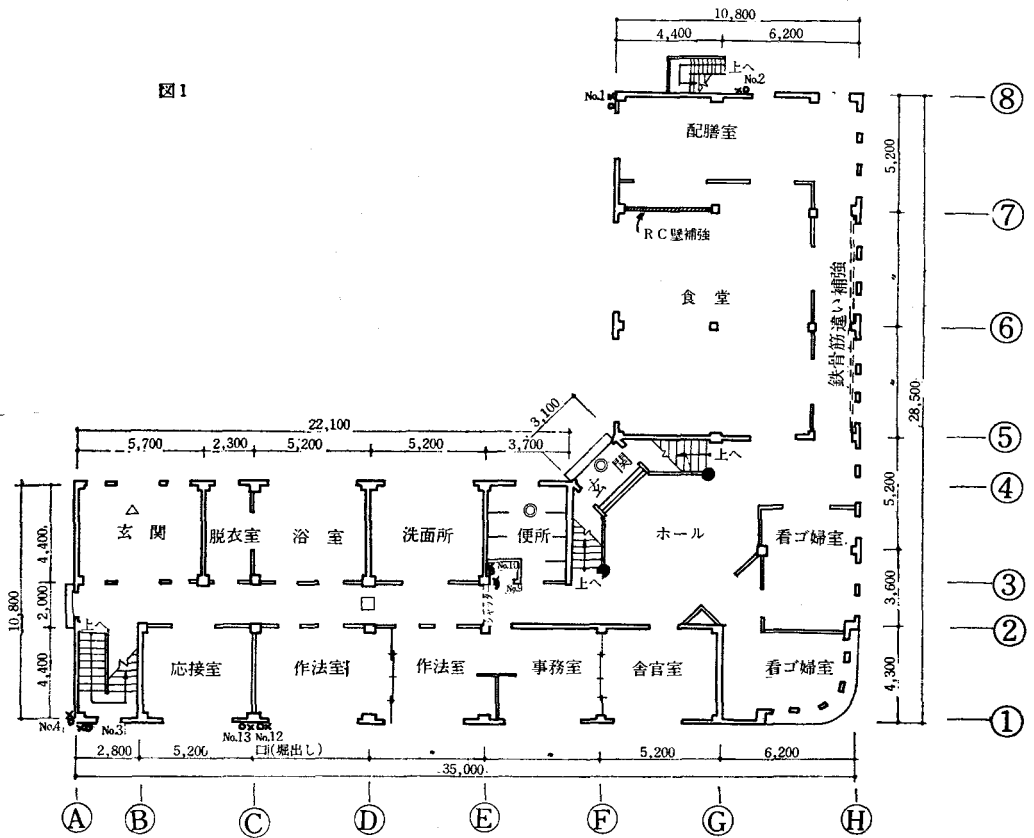 図1
10,800
4,400
6,200
上へ
No.2
No.1
⑧
配膳室
5,200
⑦
RC壁補強
食堂
鉄骨筋違い補強
⑥
〃
〃
28,500
3,100
22,100
5,700
2,300
5,200
5,200
3,700
⑤
玄関
上へ
5,200
④
玄関
脱衣室
浴室
洗面所
便所
ホール
看ゴ婦室
4,400
No.10
上へ
3,600
③
10,800
2,000
シャッター
上へ
②
4,400
応接室
作法室
作法室
事務室
舎官室
看ゴ婦室
4,300
No.4
No.3
No.13
No.12
口(堀出し)
①
2,800
5,200
5,200
6,200
35,000
Ⓐ
Ⓑ
Ⓒ
Ⓓ
Ⓔ
Ⓕ
Ⓖ
Ⓗ